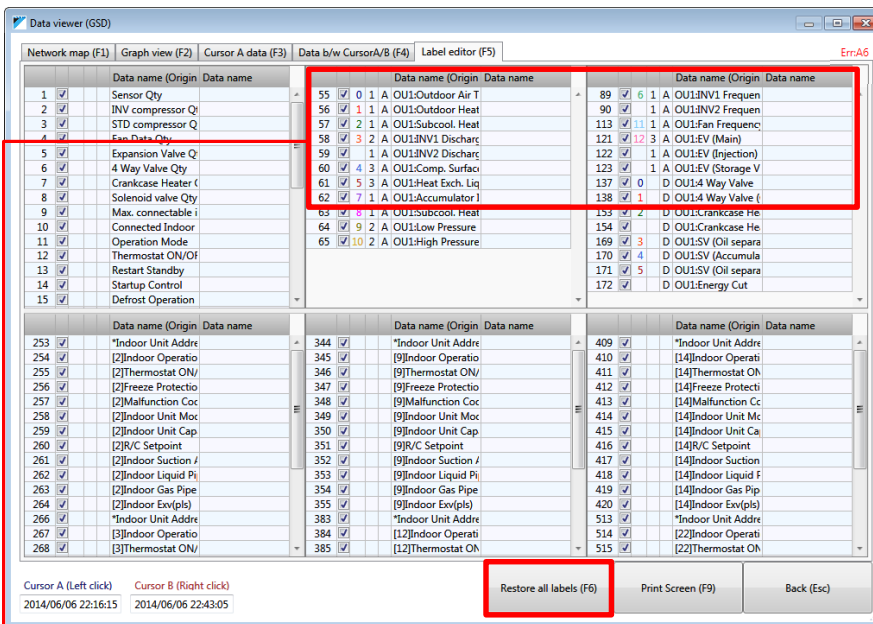 Data viewer (GSD)
Network map (F1) Graph view (F2) Cursor A data (F3) Data b/w CursorA/B (F4) Label editor (F5) Err:A6
Data name (Origin Data name
1 Sensor Qty
2 INV compressor Qt
3 STD compressor Q
4 Fan Data Qty
5 Expansion Valve Q
6 4 Way Valve Qty
7 Crankcase Heater
8 Solenoid valve Qty
9 Max. connectable i
10 Connected Indoor
11 Operation Mode
12 Thermostat ON/OF
13 Restart Standby
14 Startup Control
15 Defrost Operation
Data name (Origin Data name
55 0 1 A OU1:Outdoor Air T
56 1 1 A OU1:Outdoor Heat
57 2 1 A OU1:Subcool. Heat
58 3 2 A OU1:INV1 Discharg
59 1 A OU1:INV2 Discharg
60 4 3 A OU1:Comp. Surface
61 5 3 A OU1:Heat Exch. Liq
62 7 1 A OU1:Accumulator I
63 8 1 A OU1:Subcool. Heat
64 9 2 A OU1:Low Pressure
65 10 2 A OU1:High Pressure
Data name (Origin Data name
89 6 1 A OU1:INV1 Frequen
90 1 A OU1:INV2 Frequen
113 11 1 A OU1:Fan Frequency
121 12 3 A OU1:EV (Main)
122 1 A OU1:EV (Injection)
123 1 A OU1:EV (Storage V
137 0 D OU1:4 Way Valve
138 1 D OU1:4 Way Valve (
153 2 D OU1:Crankcase He
154 D OU1:Crankcase He
169 3 D OU1:SV (Oil separa
170 4 D OU1:SV (Accumula
171 5 D OU1:SV (Oil separa
172 D OU1:Energy Cut
Data name (Origin Data name
253 *Indoor Unit Addre
254 [2]Indoor Operatio
255 [2]Thermostat ON/
256 [2]Freeze Protectio
257 [2]Malfunction Coc
258 [2]Indoor Unit Moc
259 [2]Indoor Unit Cap
260 [2]R/C Setpoint
261 [2]Indoor Suction
262 [2]Indoor Liquid Pi
263 [2]Indoor Gas Pipe
264 [2]Indoor Exv(pls)
266 *Indoor Unit Addre
267 [3]Indoor Operatio
268 [3]Thermostat ON/
Data name (Origin Data name
344 *Indoor Unit Addre
345 [9]Indoor Operatio
346 [9]Thermostat ON/
347 [9]Freeze Protectio
348 [9]Malfunction Coc
349 [9]Indoor Unit Moc
350 [9]Indoor Unit Cap
351 [9]R/C Setpoint
352 [9]Indoor Suction
353 [9]Indoor Liquid Pi
354 [9]Indoor Gas Pipe
355 [9]Indoor Exv(pls)
383 *Indoor Unit Addre
384 [12]Indoor Operati
385 [12]Thermostat ON
Data name (Origin Data name
409 *Indoor Unit Addre
410 [14]Indoor Operati
411 [14]Thermostat ON
412 [14]Freeze Protecti
413 [14]Malfunction Cc
414 [14]Indoor Unit Mc
415 [14]Indoor Unit Ca
416 [14]R/C Setpoint
417 [14]Indoor Suction
418 [14]Indoor Liquid F
419 [14]Indoor Gas Pip
420 [14]Indoor Exv(pls)
513 *Indoor Unit Addre
514 [22]Indoor Operati
515 [22]Thermostat ON
Cursor A (Left click) Cursor B (Right click)
2014/06/06 22:16:15 2014/06/06 22:43:05
Restore all labels (F6) Print Screen (F9) Back (Esc)